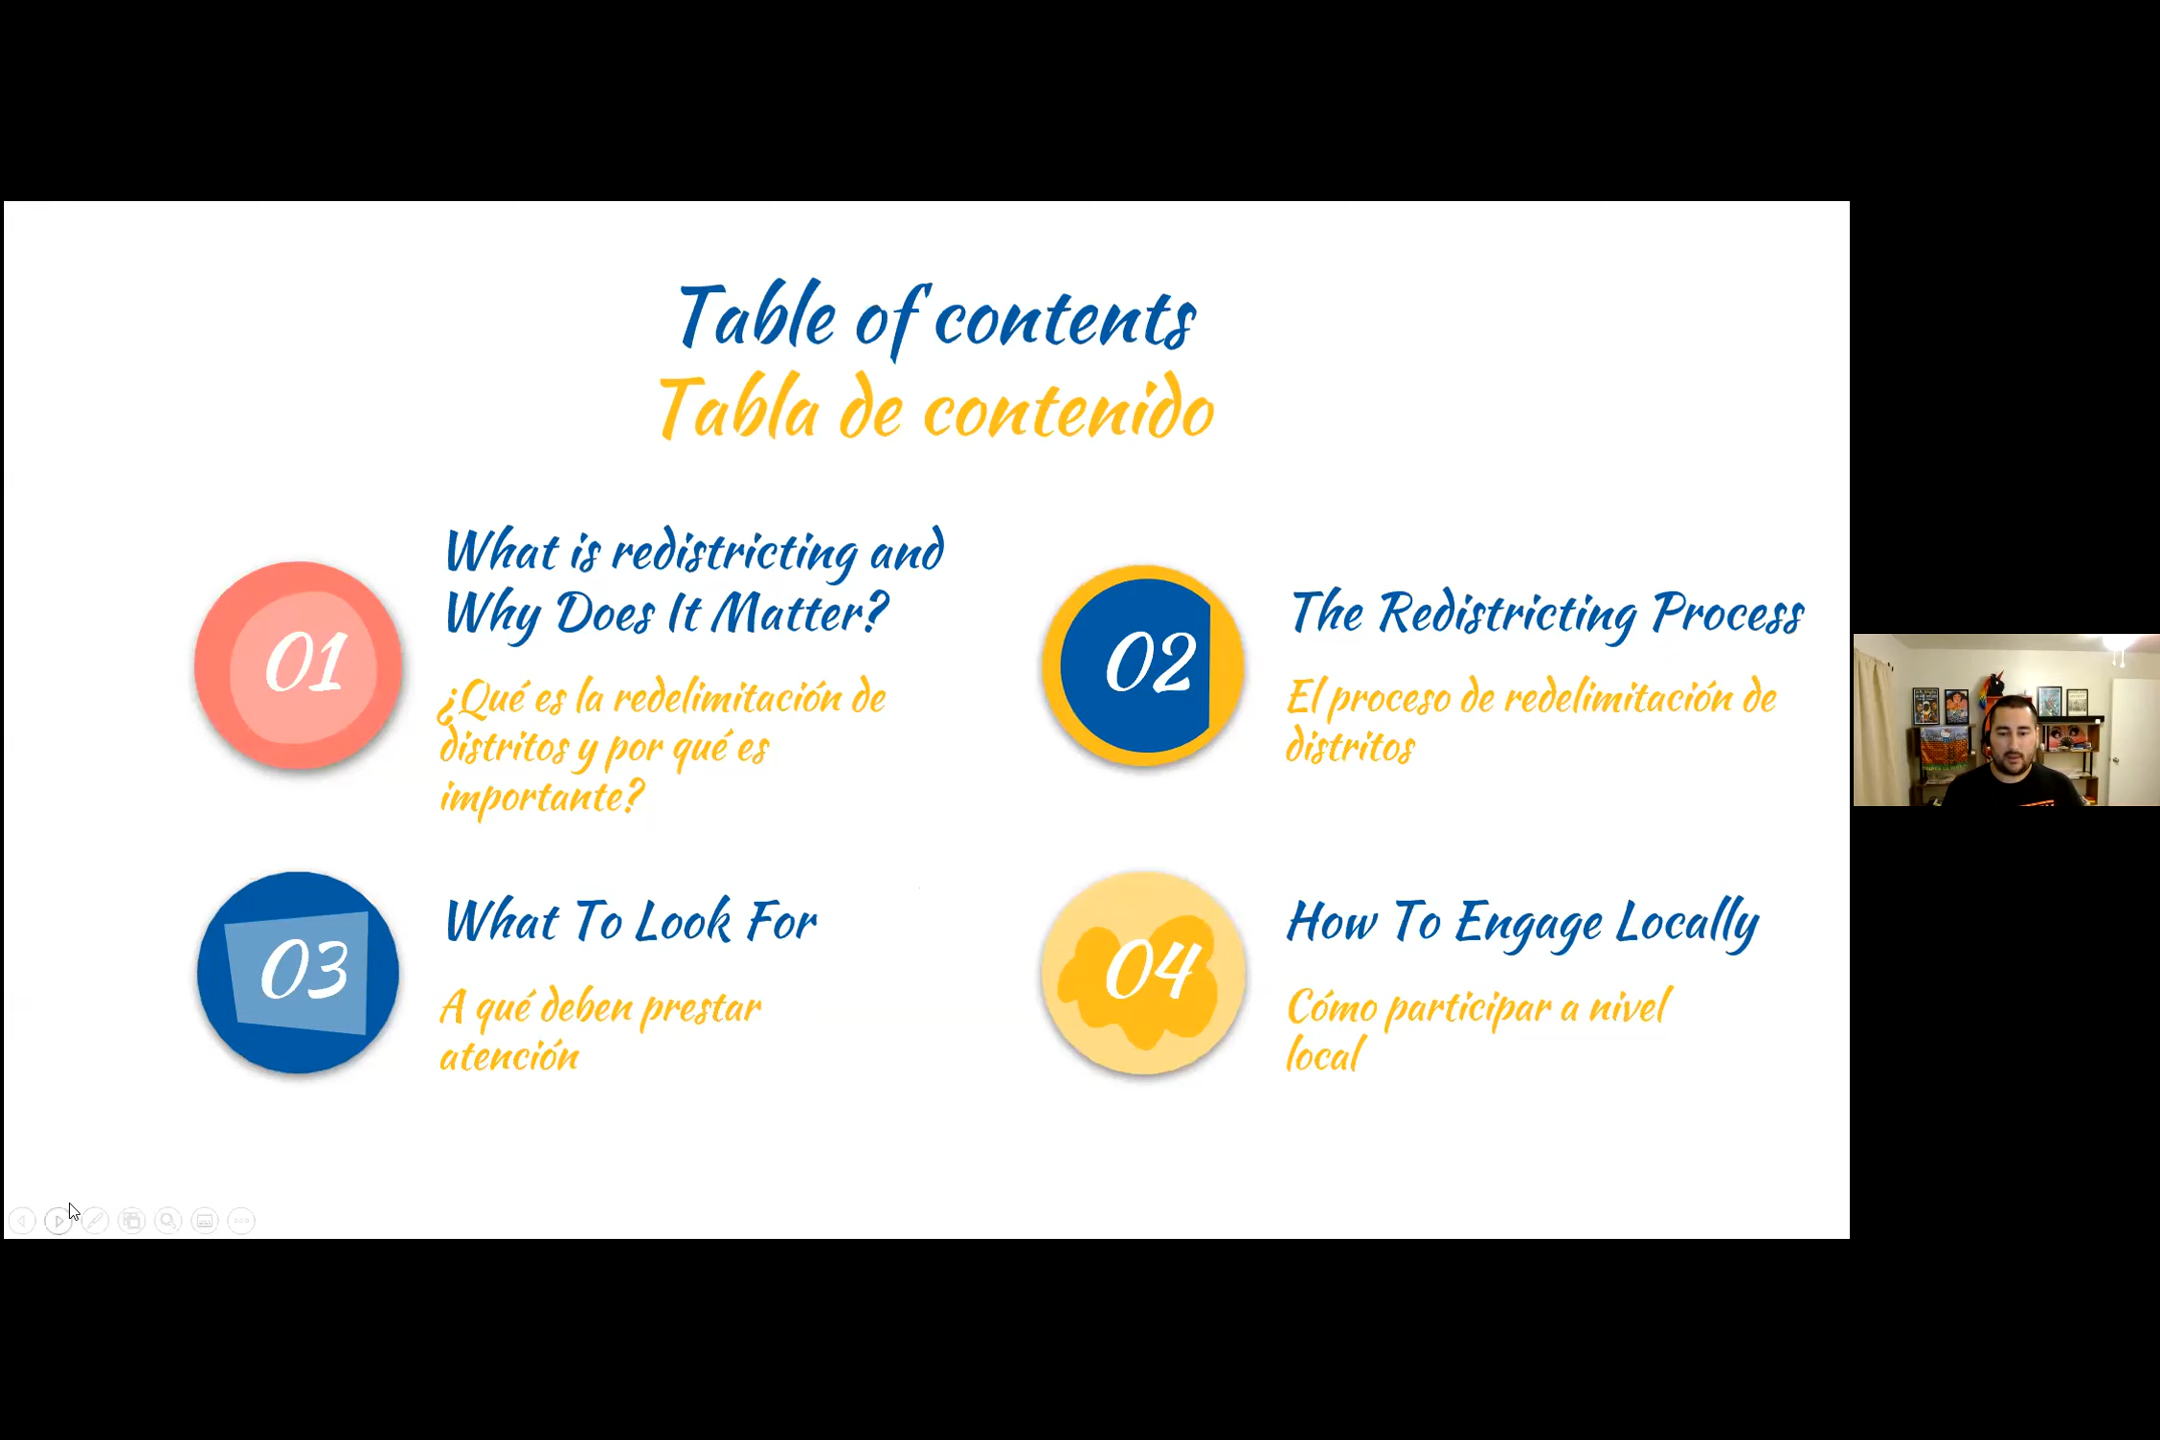 Table of contents
Tabla de contenido
01
What is redistricting and
Why Does It Matter?
¿Qué es la redelimitación de
distritos y por qué es
importante?
02
The Redistricting Process
El proceso de redelimitación de
distritos
03
What To Look For
A qué deben prestar
atención
04
How To Engage Locally
Cómo participar a nivel
local